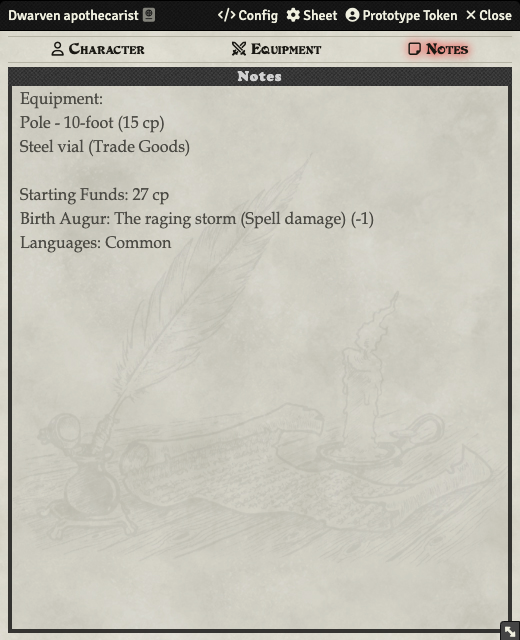 Dwarven apothecarist </> Config Sheet Prototype Token × Close
Character Equipment Notes
Notes
Equipment:
Pole - 10-foot (15 cp)
Steel vial (Trade Goods)
Starting Funds: 27 cp
Birth Augur: The raging storm (Spell damage) (-1)
Languages: Common